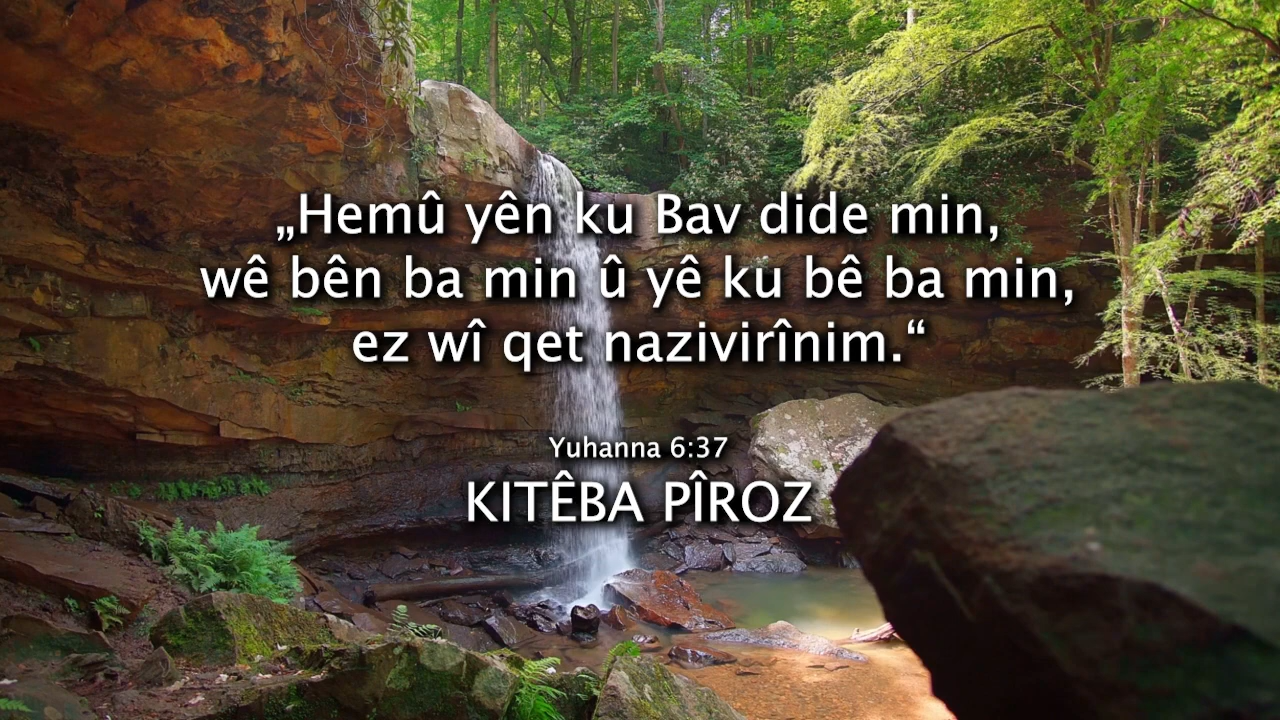 „Hemû yên ku Bav dide min,
wê bên ba min û yê ku bê ba min,
ez wî qet nazivirînim.“
Yuhanna 6:37
KITÊBA PÎROZ